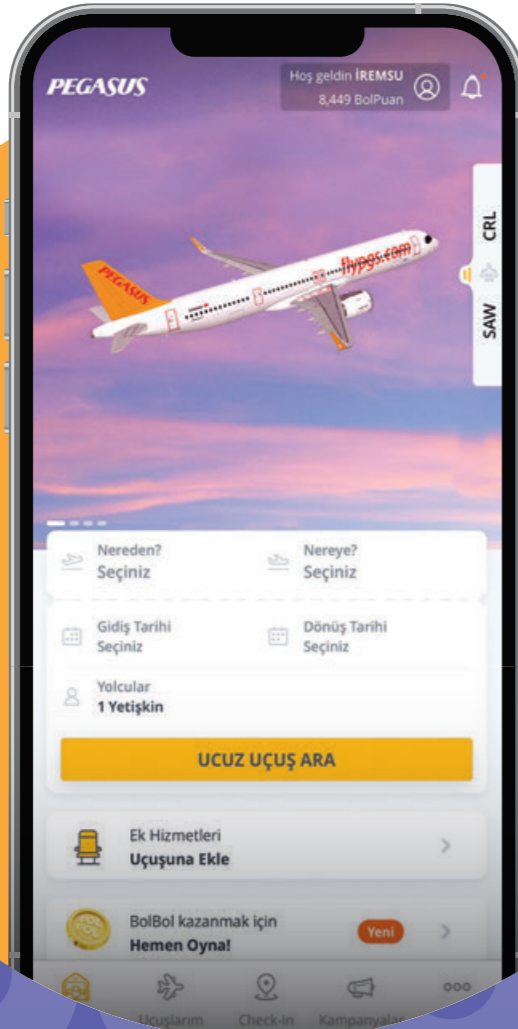 PEGASUS
Hoş geldin İREMSU
8,449 BolPuan
CRL
SAW
PEGASUS
flypgs.com
Nereden?
Seçiniz
Nereye?
Seçiniz
Gidiş Tarihi
Seçiniz
Dönüş Tarihi
Seçiniz
Yolcular
1 Yetişkin
UCUZ UÇUŞ ARA
Ek Hizmetleri
Uçuşuna Ekle
BolBol kazanmak için
Hemen Oyna!
Yeni
Uçuşlarım
Check-In
Kampanyalar